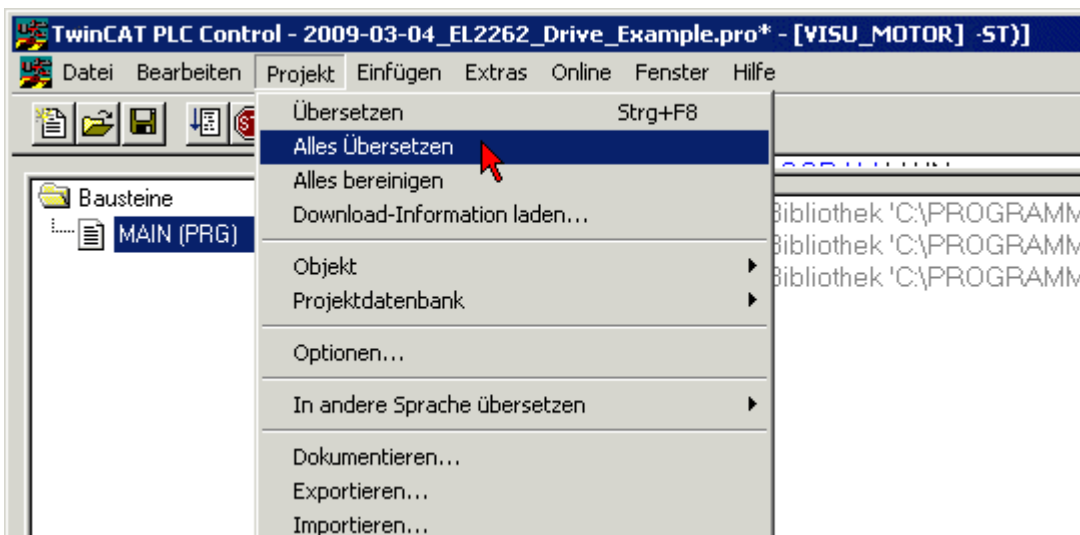 TwinCAT PLC Control - 2009-03-04_EL2262_Drive_Example.pro* - [VISU_MOTOR] -ST)]
Datei Bearbeiten Projekt Einfügen Extras Online Fenster Hilfe
Übersetzen Strg+F8
Alles Übersetzen
Alles bereinigen
Download-Information laden...
Objekt
Projektdatenbank
Optionen...
In andere Sprache übersetzen
Dokumentieren...
Exportieren...
Importieren...
Bausteine
MAIN (PRG)
Bibliothek 'C:\PROGRAMM
Bibliothek 'C:\PROGRAMM
Bibliothek 'C:\PROGRAMM